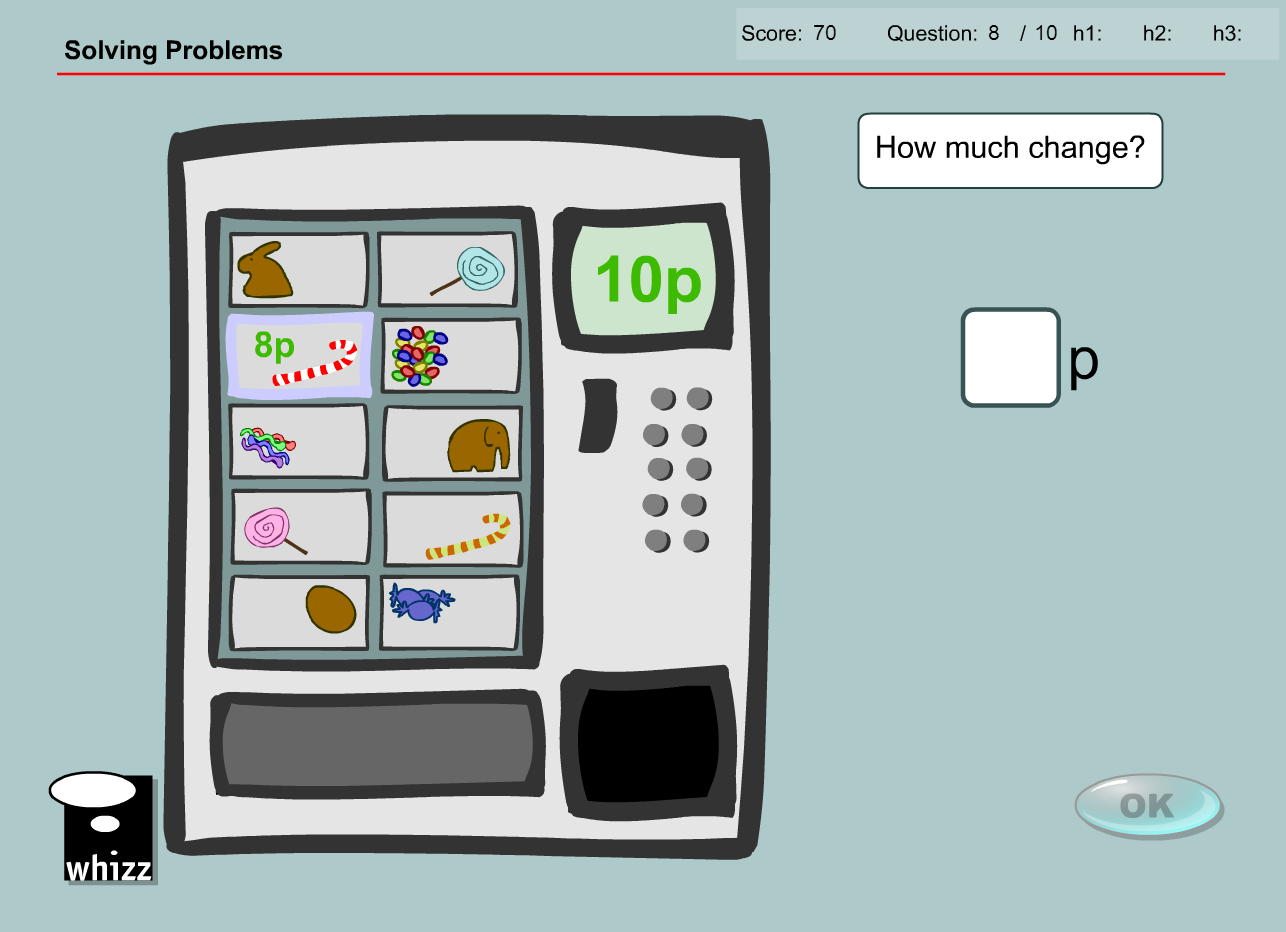 Solving Problems
Score: 70 Question: 8 / 10 h1: h2: h3:
How much change?
10p
8p
p
OK
whizz